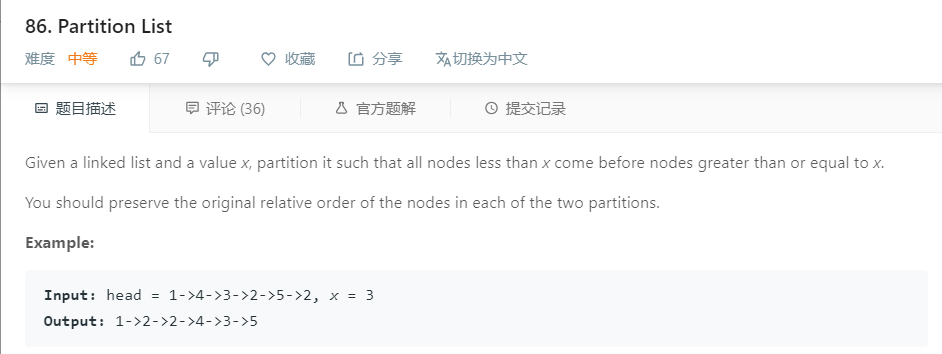 86. Partition List
难度 中等 67 收藏 分享 切换为中文
题目描述 评论 (36) 官方题解 提交记录
Given a linked list and a value x, partition it such that all nodes less than x come before nodes greater than or equal to x.
You should preserve the original relative order of the nodes in each of the two partitions.
Example:
Input: head = 1->4->3->2->5->2, x = 3
Output: 1->2->2->4->3->5